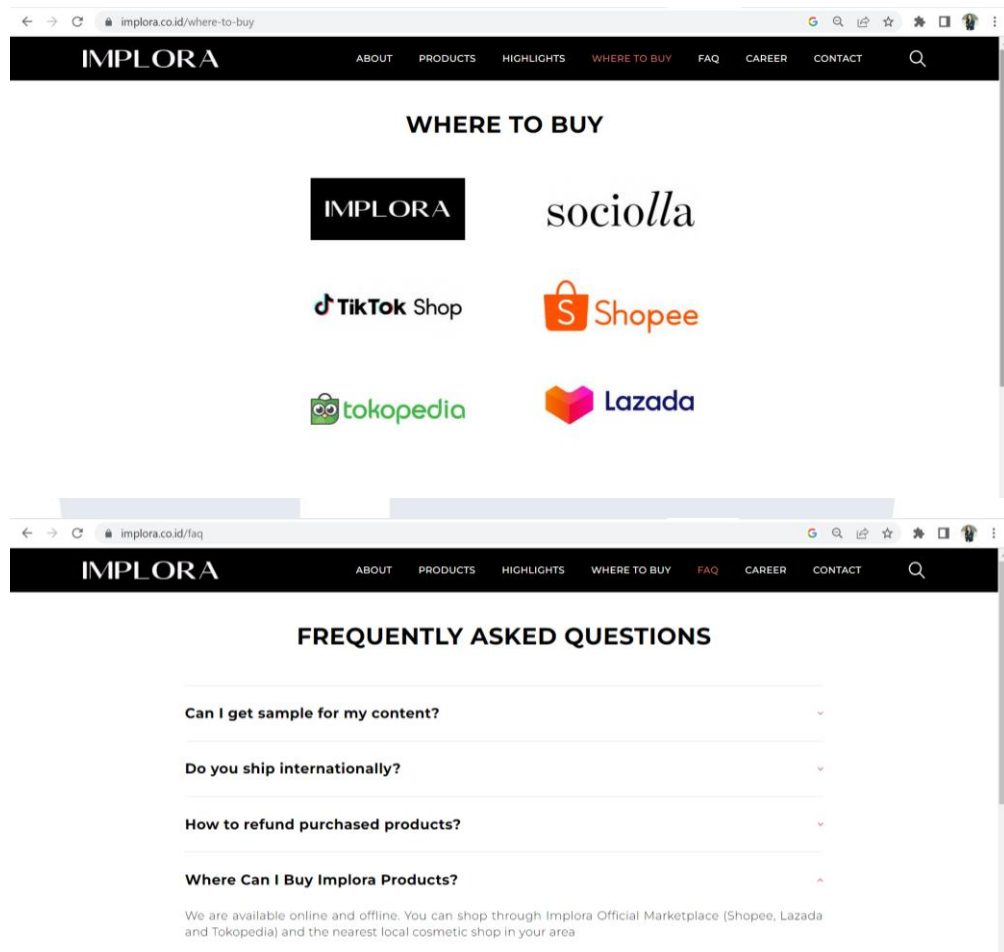 implora.co.id/where-to-buy
IMPLORA ABOUT PRODUCTS HIGHLIGHTS WHERE TO BUY FAQ CAREER CONTACT
WHERE TO BUY
IMPLORA sociolla
TikTok Shop Shopee
tokopedia Lazada
implora.co.id/faq
IMPLORA ABOUT PRODUCTS HIGHLIGHTS WHERE TO BUY FAQ CAREER CONTACT
FREQUENTLY ASKED QUESTIONS
Can I get sample for my content?
Do you ship internationally?
How to refund purchased products?
Where Can I Buy Implora Products?
We are available online and offline. You can shop through Implora Official Marketplace (Shopee, Lazada
and Tokopedia) and the nearest local cosmetic shop in your area